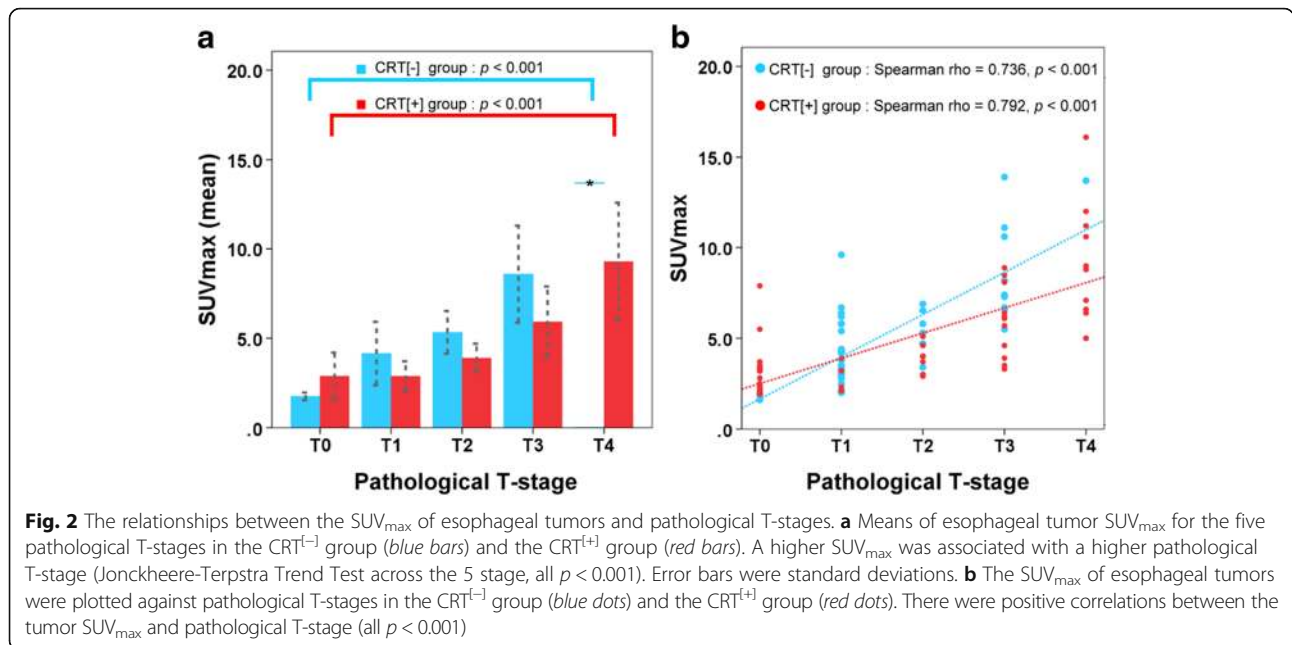 a
CRT[-] group : p < 0.001
CRT[+] group : p < 0.001
SUVmax (mean)
20.0
15.0
10.0
5.0
.0
*
T0 T1 T2 T3 T4
Pathological T-stage
b
CRT[-] group : Spearman rho = 0.736, p < 0.001
CRT[+] group : Spearman rho = 0.792, p < 0.001
SUVmax
20.0
15.0
10.0
5.0
.0
T0 T1 T2 T3 T4
Pathological T-stage
Fig. 2 The relationships between the SUVmax of esophageal tumors and pathological T-stages. a Means of esophageal tumor SUVmax for the five
pathological T-stages in the CRT[−] group (blue bars) and the CRT[+] group (red bars). A higher SUVmax was associated with a higher pathological
T-stage (Jonckheere-Terpstra Trend Test across the 5 stage, all p < 0.001). Error bars were standard deviations. b The SUVmax of esophageal tumors
were plotted against pathological T-stages in the CRT[−] group (blue dots) and the CRT[+] group (red dots). There were positive correlations between the
tumor SUVmax and pathological T-stage (all p < 0.001)